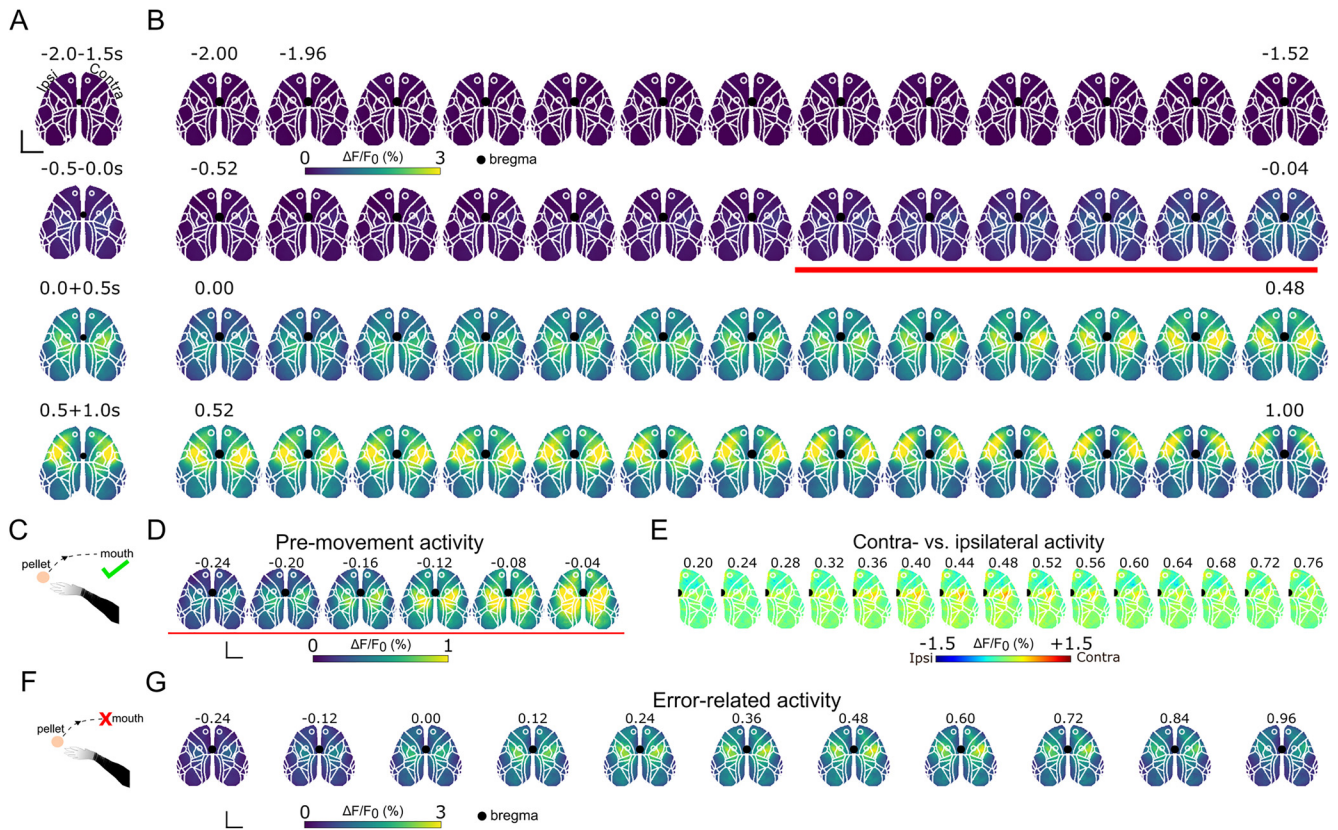 A
B
-2.0-1.5s
-2.00
-1.96
-1.52
Ipsi
Contra
0
ΔF/F0 (%)
3
bregma
-0.5-0.0s
-0.52
-0.04
0.0+0.5s
0.00
0.48
0.5+1.0s
0.52
1.00
C
pellet
mouth
D
Pre-movement activity
-0.24
-0.20
-0.16
-0.12
-0.08
-0.04
0
ΔF/F0 (%)
1
E
Contra- vs. ipsilateral activity
0.20 0.24 0.28 0.32 0.36 0.40 0.44 0.48 0.52 0.56 0.60 0.64 0.68 0.72 0.76
-1.5
ΔF/F0 (%)
+1.5
Ipsi
Contra
F
pellet
X mouth
G
Error-related activity
-0.24
-0.12
0.00
0.12
0.24
0.36
0.48
0.60
0.72
0.84
0.96
0
ΔF/F0 (%)
3
bregma